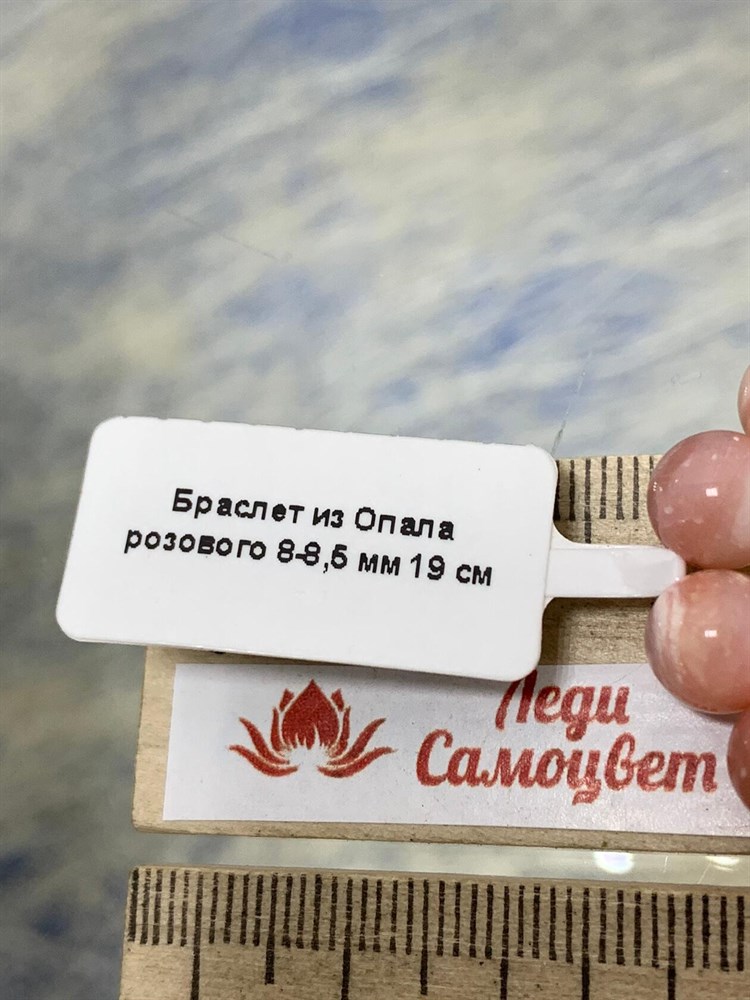 Браслет из Опала
розового 8-8,5 мм 19 см
Леди
Самоцвет